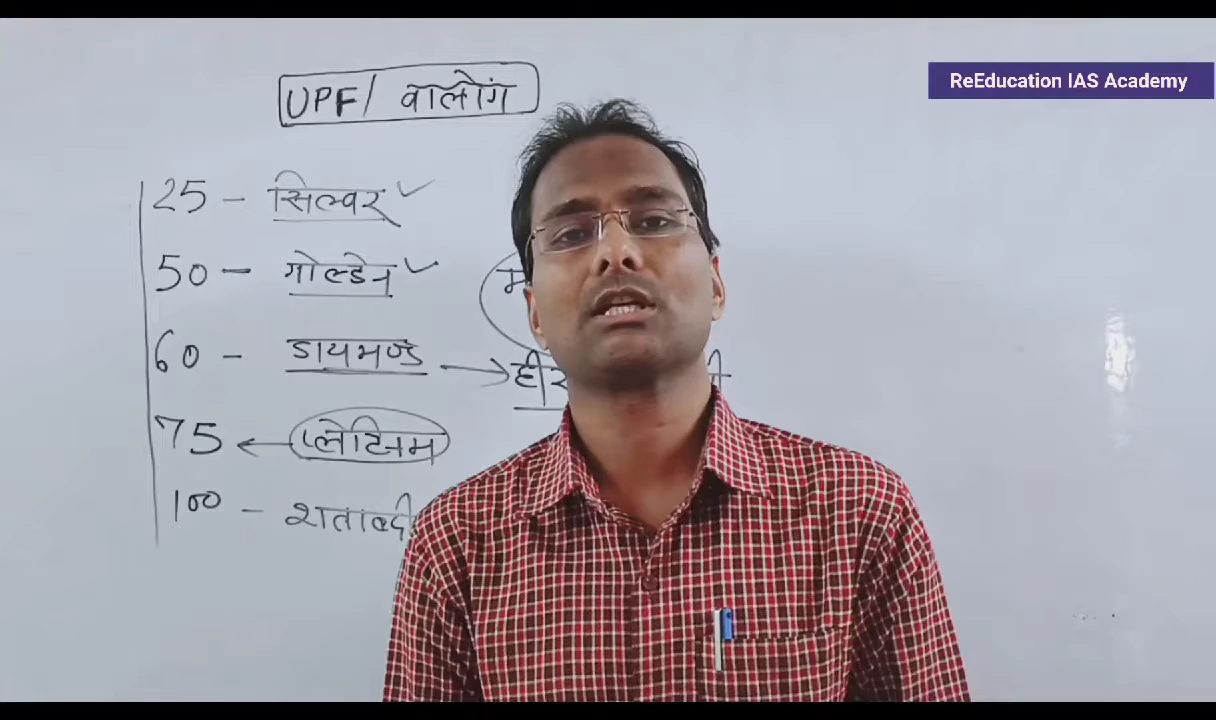 ReEducation IAS Academy
UPF/ वालोंग
25 - सिल्वर ✓
50 - गोल्डेन ✓
60 - डायमण्ड →
75 ← प्लेटिनम
100 - शताब्दी